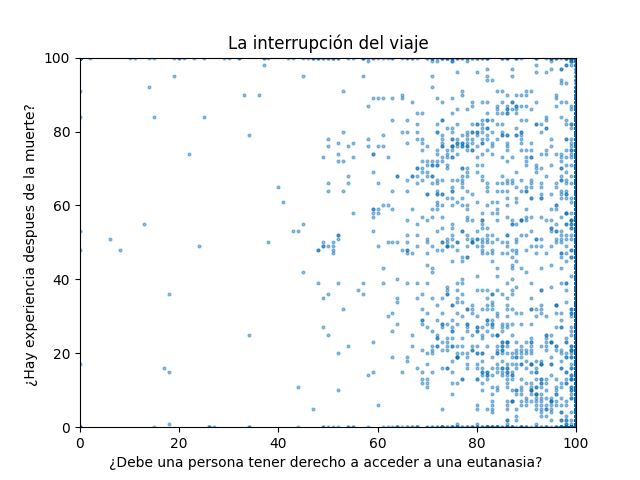 La interrupción del viaje
¿Hay experiencia despues de la muerte?
100
80
60
40
20
0
0 20 40 60 80 100
¿Debe una persona tener derecho a acceder a una eutanasia?